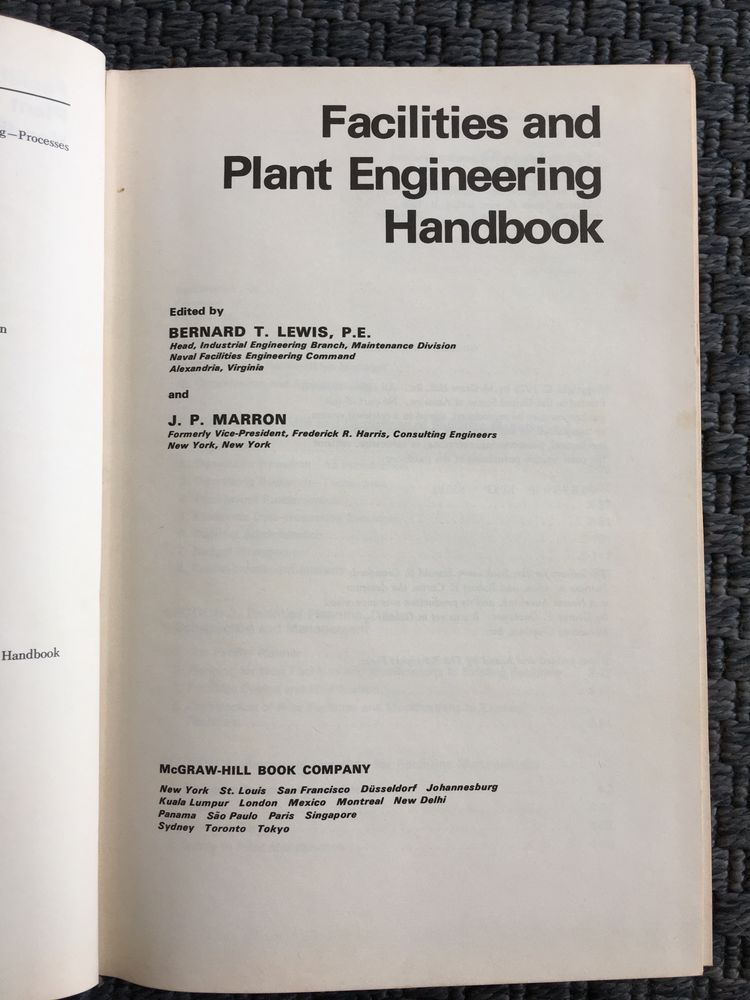 g—Processes
n
Handbook
Facilities and
Plant Engineering
Handbook
Edited by
BERNARD T. LEWIS, P.E.
Head, Industrial Engineering Branch, Maintenance Division
Naval Facilities Engineering Command
Alexandria, Virginia
and
J. P. MARRON
Formerly Vice-President, Frederick R. Harris, Consulting Engineers
New York, New York
McGRAW-HILL BOOK COMPANY
New York St. Louis San Francisco Düsseldorf Johannesburg
Kuala Lumpur London Mexico Montreal New Delhi
Panama São Paulo Paris Singapore
Sydney Toronto Tokyo